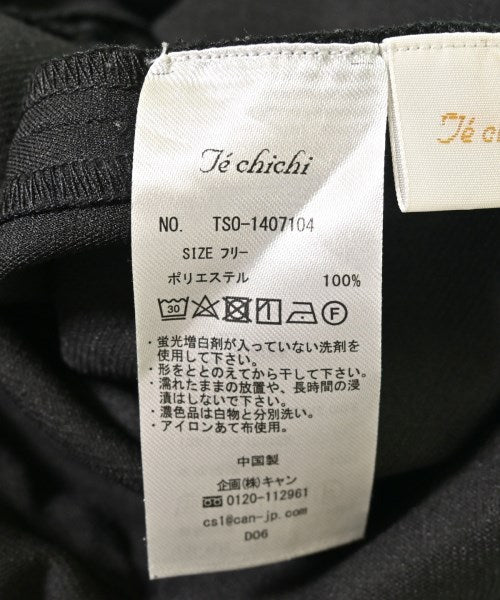 Té chichi
Té c
NO. TSO-1407104
SIZE フリー
ポリエステル 100%
30 F
・蛍光増白剤が入っていない洗剤を
使用して下さい。
・形をととのえてから干して下さい。
・濡れたままの放置や、長時間の浸
漬はしないで下さい。
・濃色品は白物と分別洗い。
・アイロンあて布使用。
中国製
企画(株)キャン
0120-112961
cs1@can-jp.com
D06